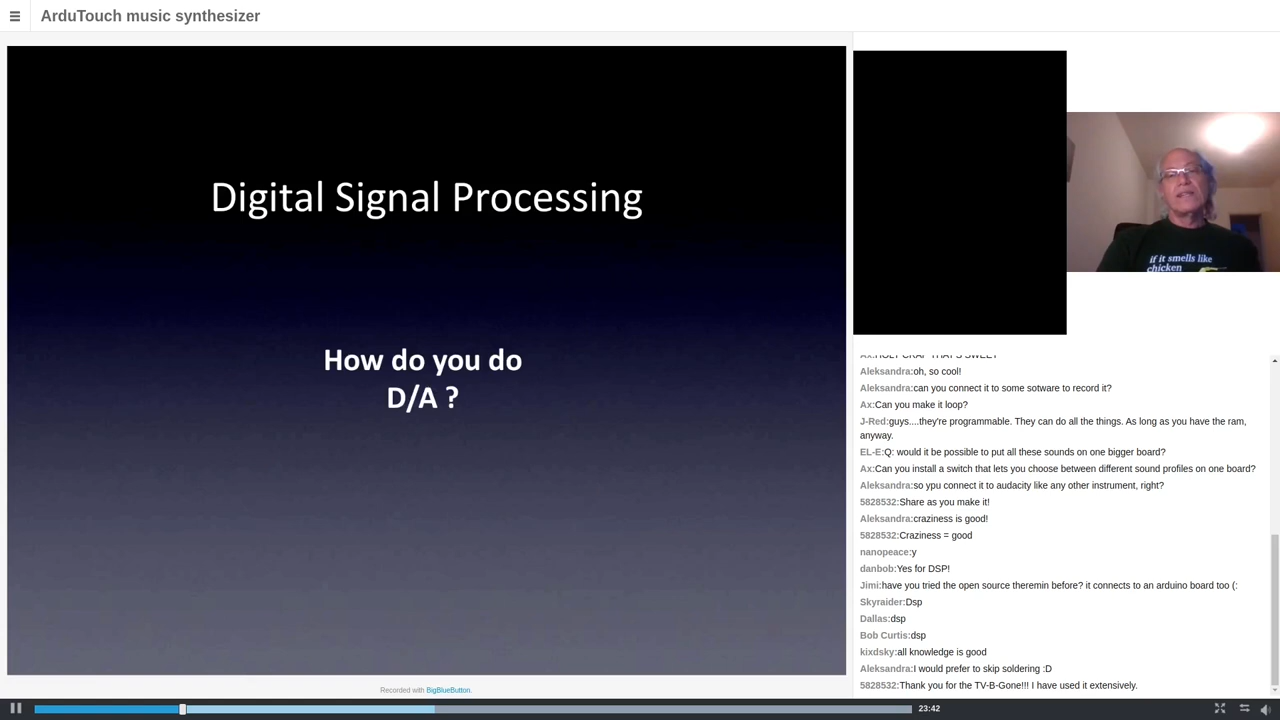 ArduTouch music synthesizer
Digital Signal Processing
How do you do
D/A ?
Recorded with BigBlueButton.
if it smells like
chicken
Ax:HOLY CRAP THAT'S SWEET
Aleksandra:oh, so cool!
Aleksandra:can you connect it to some sotware to record it?
Ax:Can you make it loop?
J-Red:guys....they're programmable. They can do all the things. As long as you have the ram,
anyway.
EL-E:Q: would it be possible to put all these sounds on one bigger board?
Ax:Can you install a switch that lets you choose between different sound profiles on one board?
Aleksandra:so ypu connect it to audacity like any other instrument, right?
5828532:Share as you make it!
Aleksandra:craziness is good!
5828532:Craziness = good
nanopeace:y
danbob:Yes for DSP!
Jimi:have you tried the open source theremin before? it connects to an arduino board too (:
Skyraider:Dsp
Dallas:dsp
Bob Curtis:dsp
kixdsky:all knowledge is good
Aleksandra:I would prefer to skip soldering :D
5828532:Thank you for the TV-B-Gone!!! I have used it extensively.
23:42